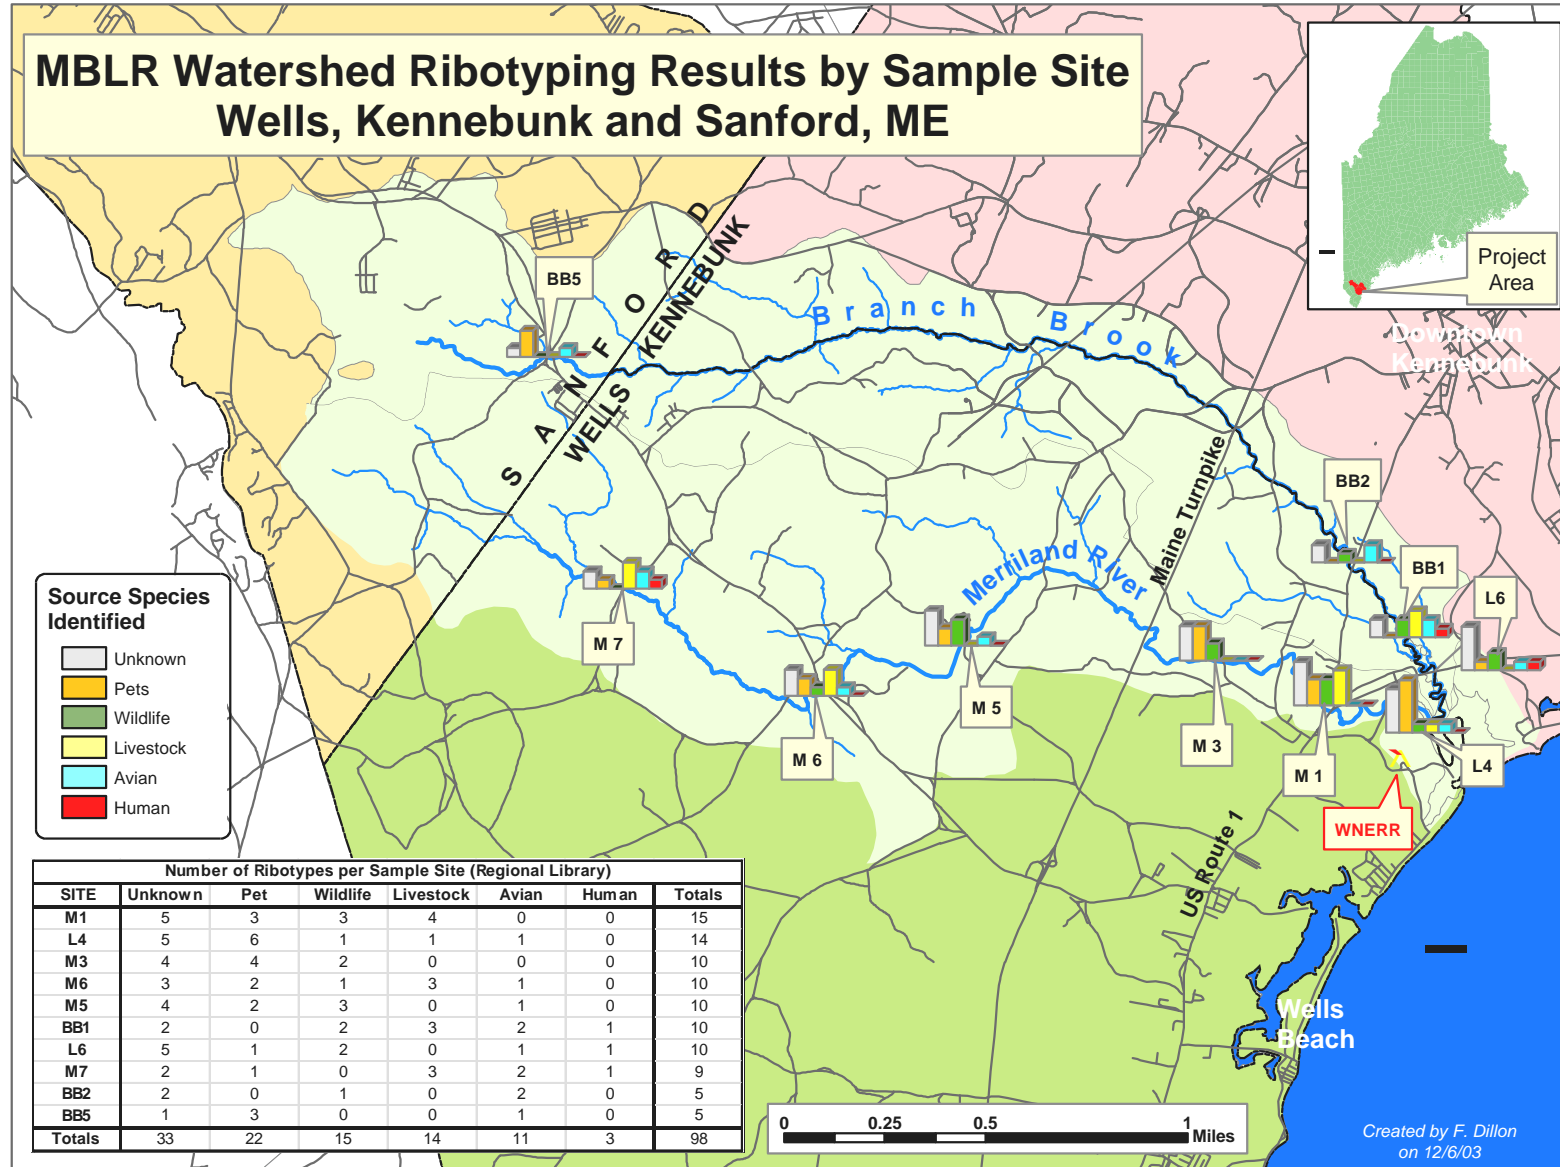 MBLR Watershed Ribotyping Results by Sample Site
Wells, Kennebunk and Sanford, ME
Project
Area
Downtown
Kennebunk
SANFORD
KENNEBUNK
WELLS
Branch Brook
Merriland River
Maine Turnpike
US Route 1
BB5
BB2
BB1
L6
M 7
M 6
M 5
M 3
M 1
L4
WNERR
Wells
Beach
Source Species
Identified
Unknown
Pets
Wildlife
Livestock
Avian
Human
Number of Ribotypes per Sample Site (Regional Library)
SITE Unknown Pet Wildlife Livestock Avian Human Totals
M1 5 3 3 4 0 0 15
L4 5 6 1 1 1 0 14
M3 4 4 2 0 0 0 10
M6 3 2 1 3 1 0 10
M5 4 2 3 0 1 0 10
BB1 2 0 2 3 2 1 10
L6 5 1 2 0 1 1 10
M7 2 1 0 3 2 1 9
BB2 2 0 1 0 2 0 5
BB5 1 3 0 0 1 0 5
Totals 33 22 15 14 11 3 98
0 0.25 0.5 1
Miles
Created by F. Dillon
on 12/6/03